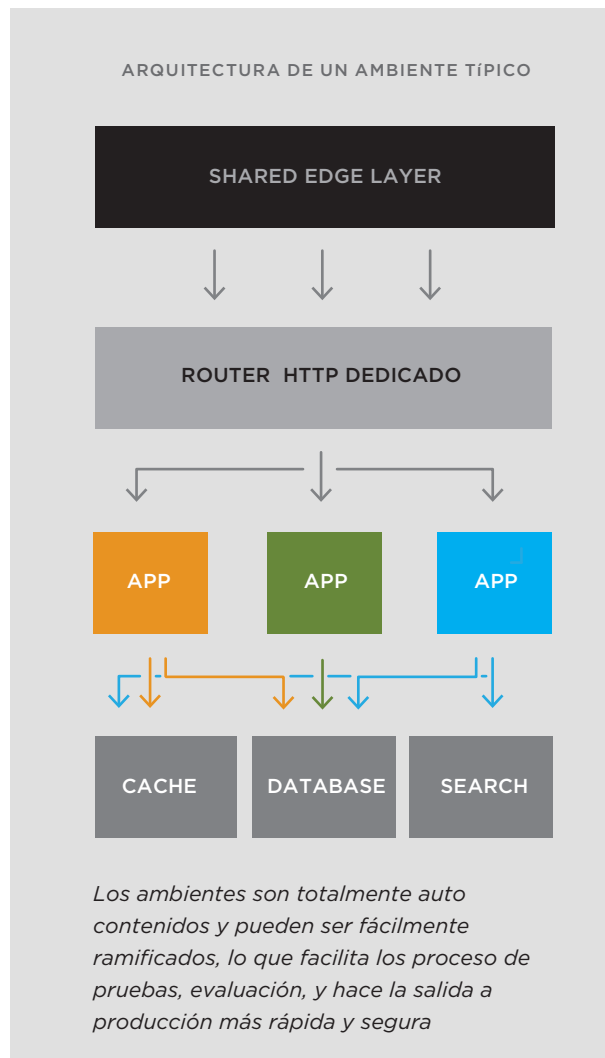 ARQUITECTURA DE UN AMBIENTE TíPICO
SHARED EDGE LAYER
ROUTER HTTP DEDICADO
APP APP APP
CACHE DATABASE SEARCH
Los ambientes son totalmente auto
contenidos y pueden ser fácilmente
ramificados, lo que facilita los proceso de
pruebas, evaluación, y hace la salida a
producción más rápida y segura